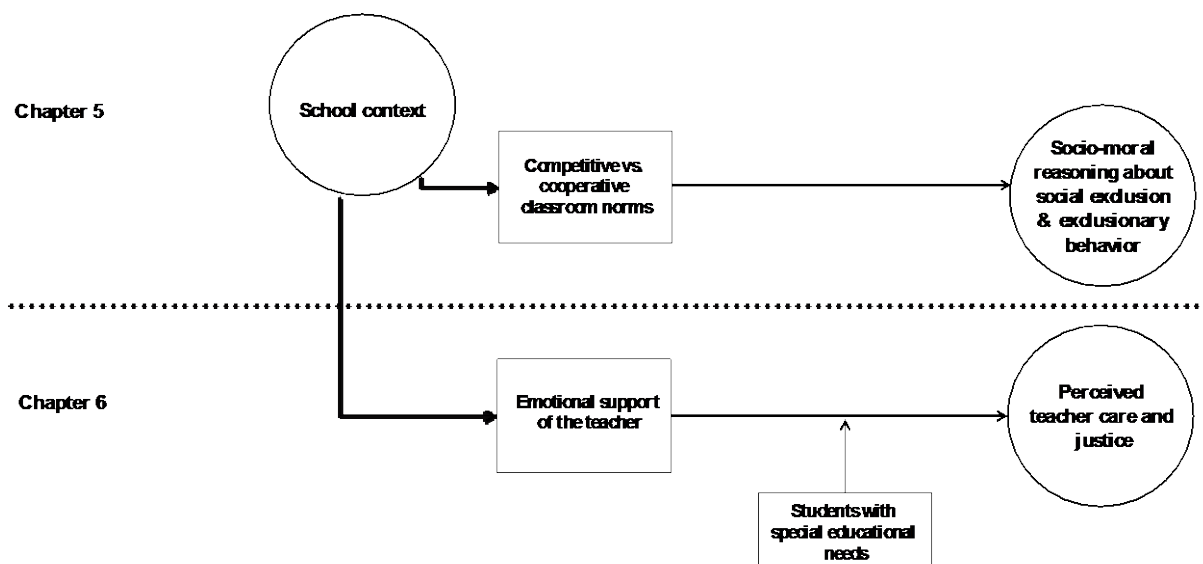 Chapter 5
School context
Competitive vs.
cooperative
classroom norms
Socio-moral
reasoning about
social exclusion
& exclusionary
behavior
Chapter 6
Emotional support
of the teacher
Perceived
teacher care and
justice
Students with
special educational
needs